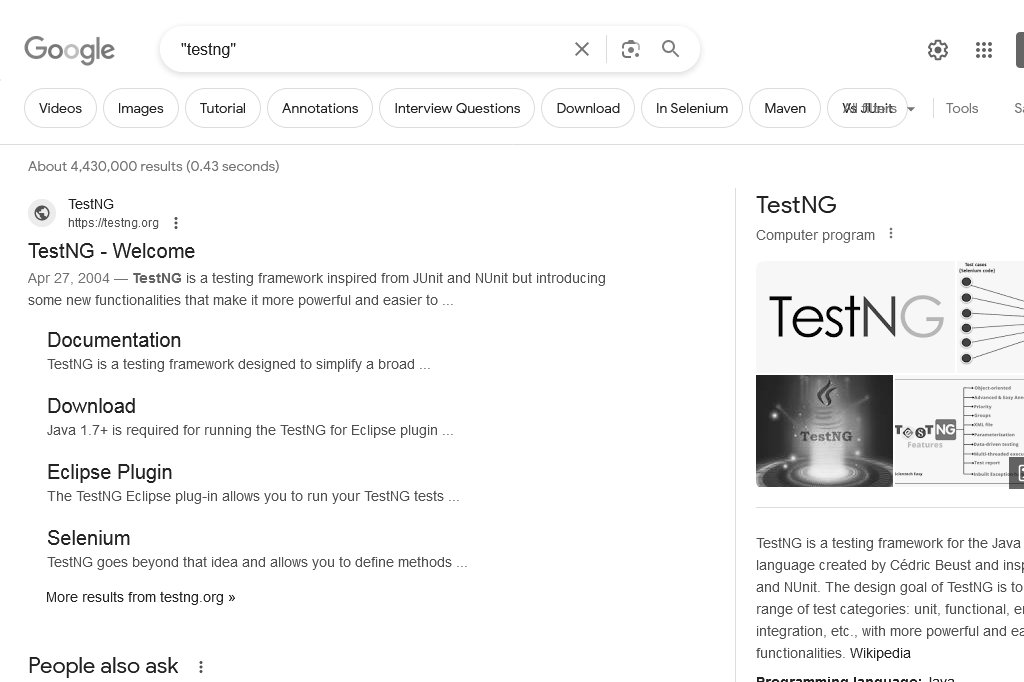 Google
"testng"
Videos
Images
Tutorial
Annotations
Interview Questions
Download
In Selenium
Maven
Vs JUnit
Tools
About 4,430,000 results (0.43 seconds)
TestNG
https://testng.org
TestNG - Welcome
Apr 27, 2004 — TestNG is a testing framework inspired from JUnit and NUnit but introducing
some new functionalities that make it more powerful and easier to ...
Documentation
TestNG is a testing framework designed to simplify a broad ...
Download
Java 1.7+ is required for running the TestNG for Eclipse plugin ...
Eclipse Plugin
The TestNG Eclipse plug-in allows you to run your TestNG tests ...
Selenium
TestNG goes beyond that idea and allows you to define methods ...
More results from testng.org »
People also ask
TestNG
Computer program
TestNG
Test cases
(Selenium code)
TestNG
TesT NG
Features
Object-oriented
Advanced & Easy
Priority
Groups
XML file
Parameterization
Data-driven testing
Multi-threaded
Test report
Inbuilt
TestNG is a testing framework for the Java
language created by Cédric Beust and
and NUnit. The design goal of TestNG is to
range of test categories: unit, functional,
integration, etc., with more powerful and
functionalities. Wikipedia
Programming language: Java